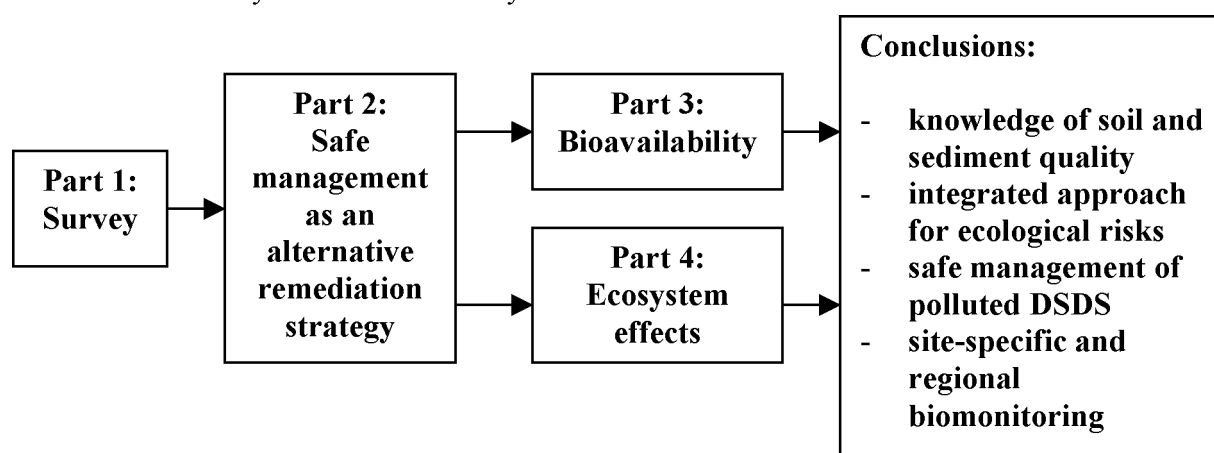 Part 1:
Survey
Part 2:
Safe
management
as an
alternative
remediation
strategy
Part 3:
Bioavailability
Part 4:
Ecosystem
effects
Conclusions:
- knowledge of soil and
sediment quality
- integrated approach
for ecological risks
- safe management of
polluted DSDS
- site-specific and
regional
biomonitoring